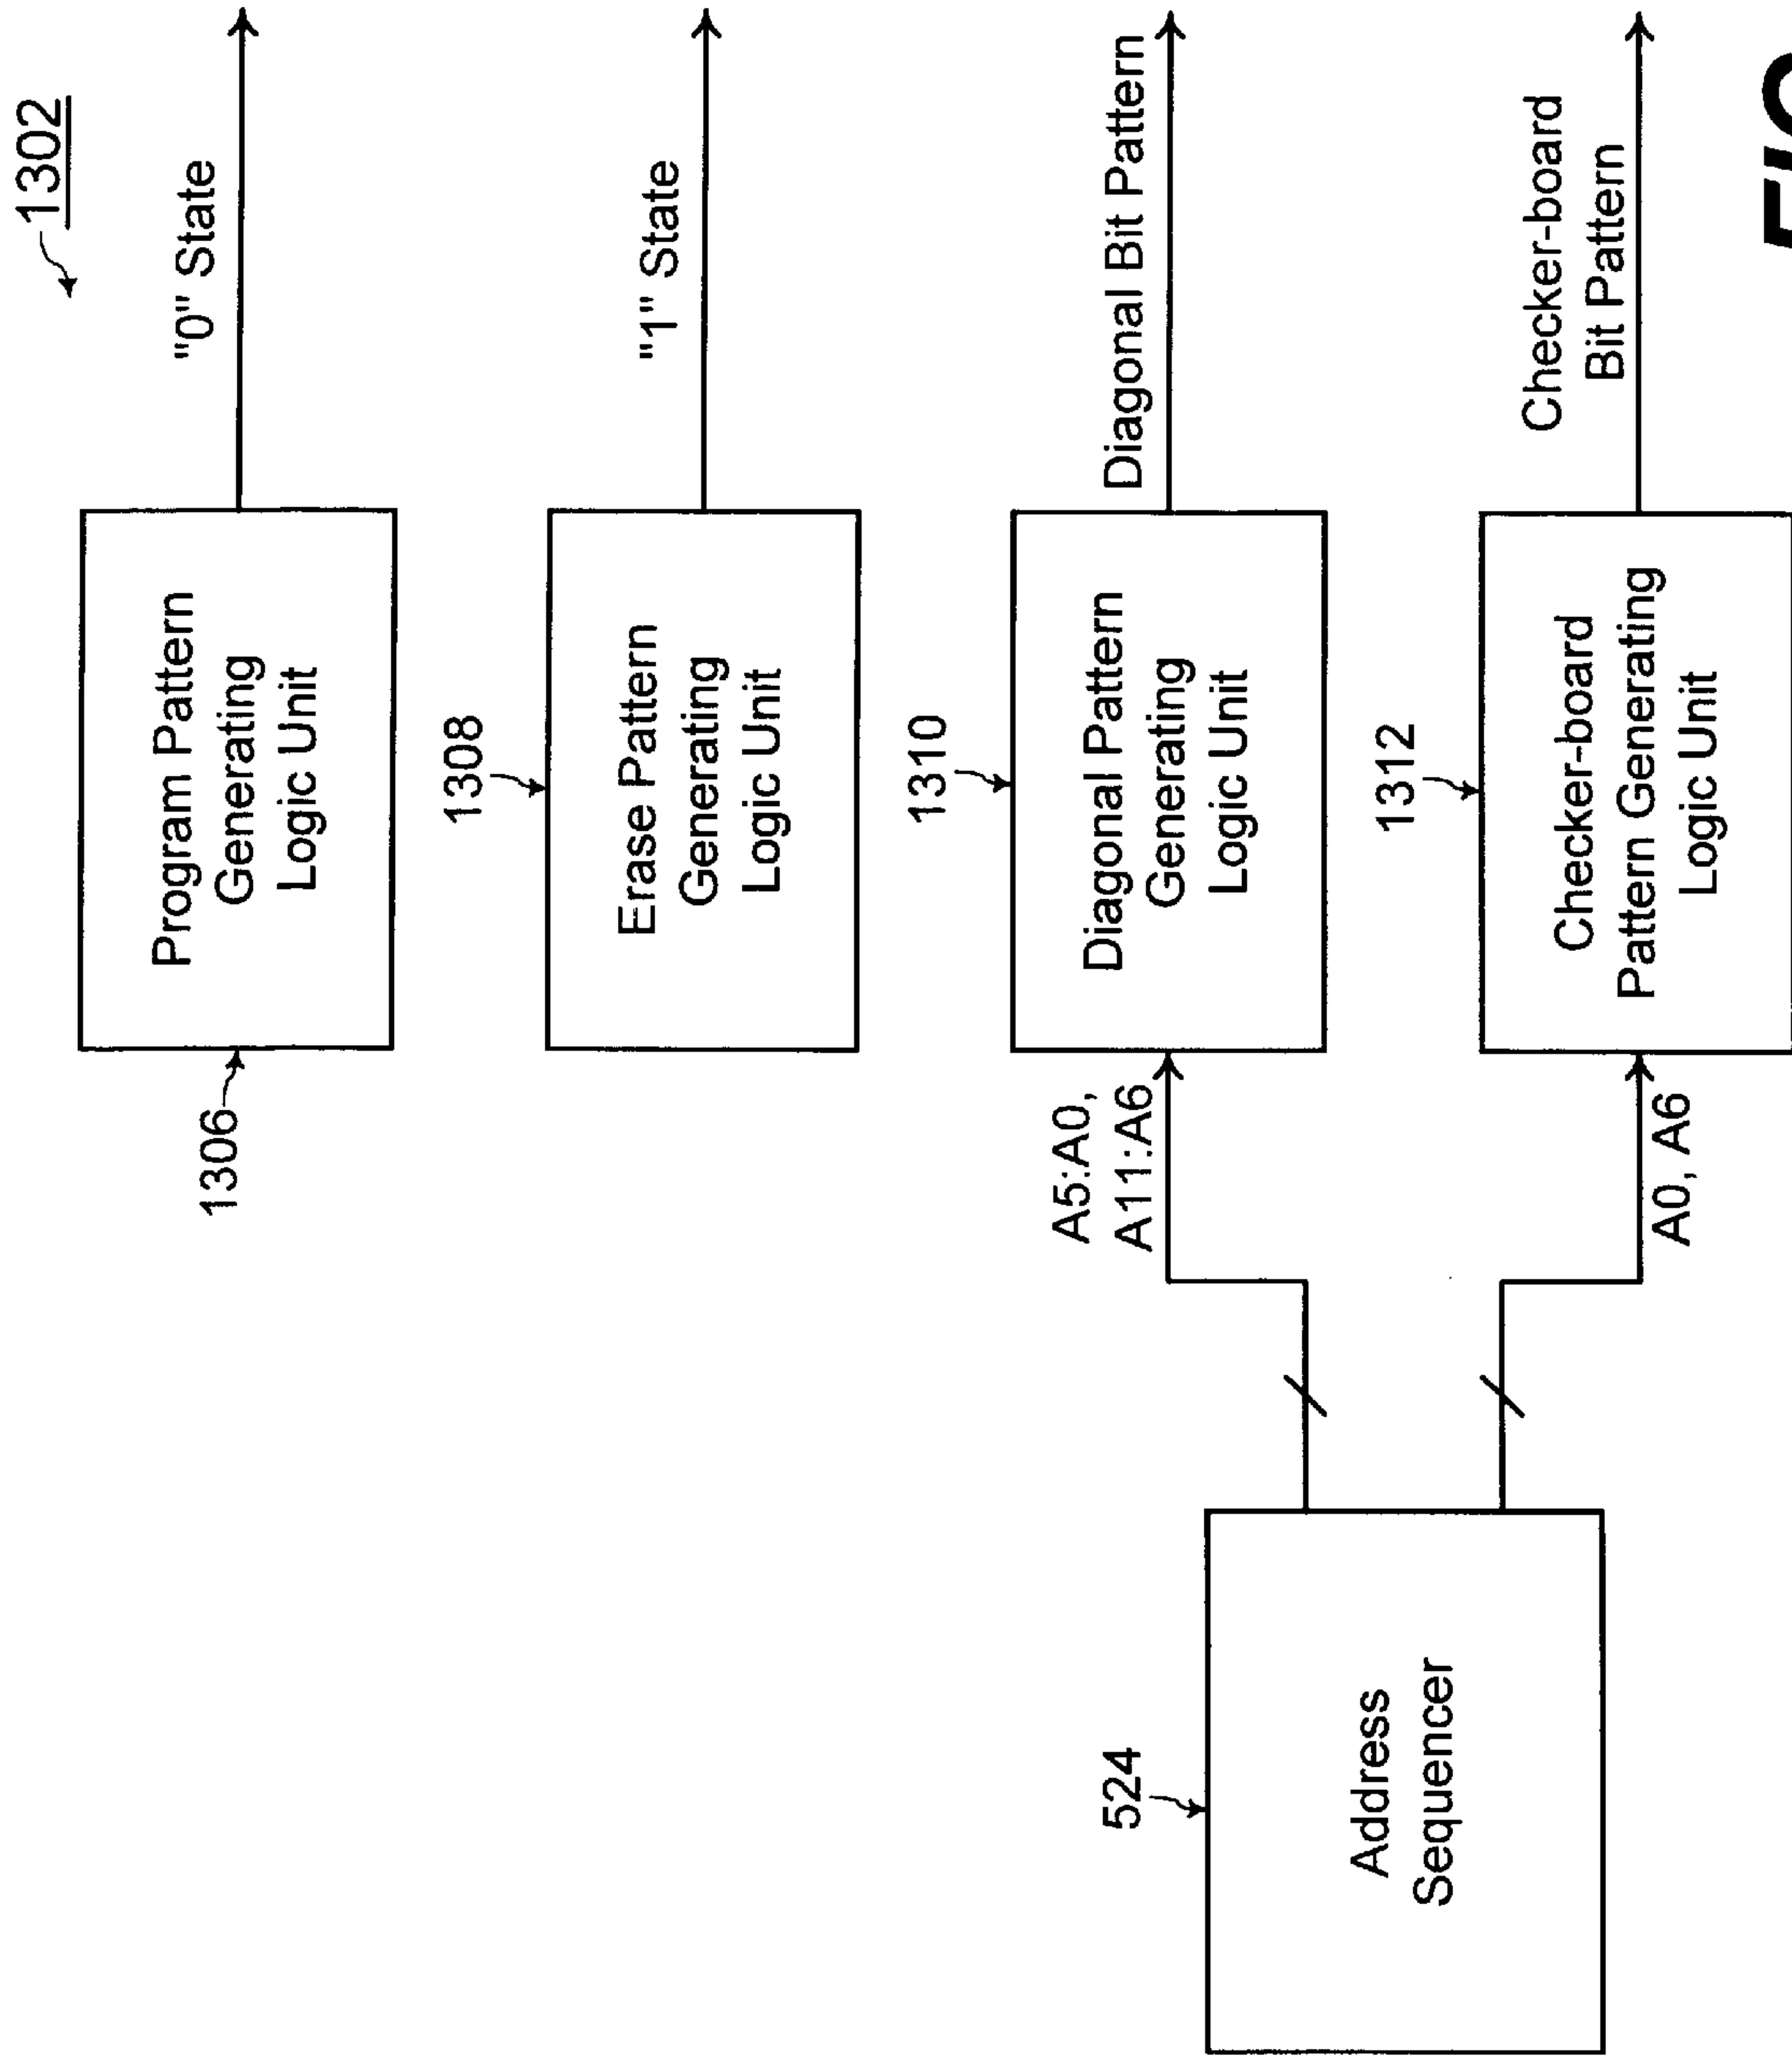 1302
1306
Program Pattern
Generating
Logic Unit
"0" State
1308
Erase Pattern
Generating
Logic Unit
"1" State
524
Address
Sequencer
A5:A0,
A11:A6
1310
Diagonal Pattern
Generating
Logic Unit
Diagonal Bit Pattern
A0, A6
1312
Checker-board
Pattern Generating
Logic Unit
Checker-board
Bit Pattern